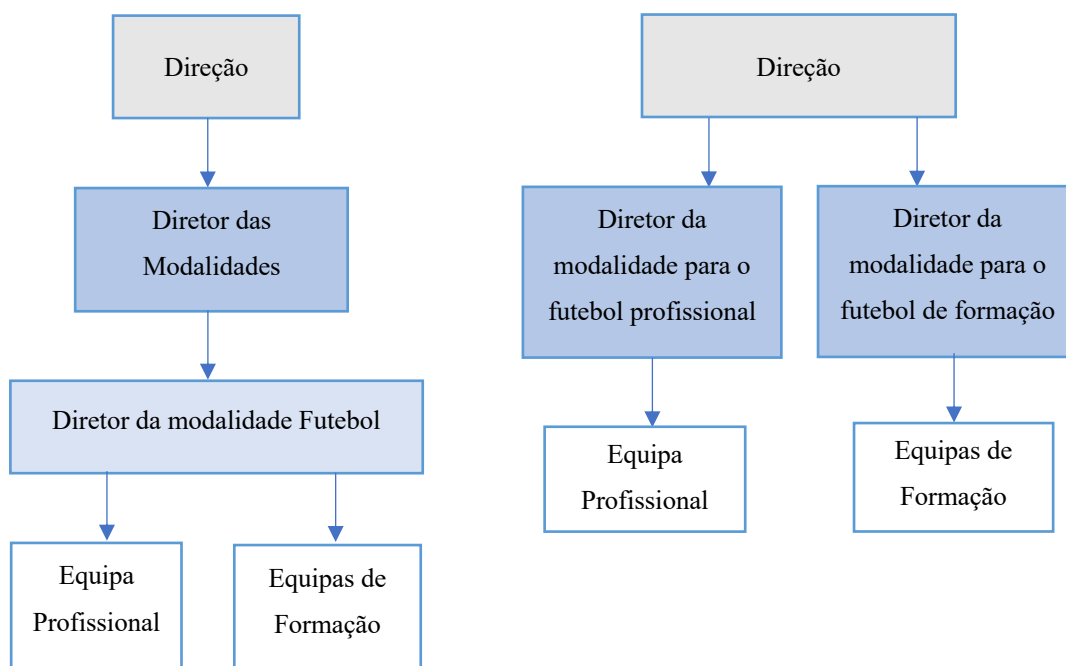 Direção
Diretor das
Modalidades
Diretor da modalidade Futebol
Equipa
Profissional
Equipas de
Formação
Direção
Diretor da
modalidade para o
futebol profissional
Diretor da
modalidade para o
futebol de formação
Equipa
Profissional
Equipas de
Formação